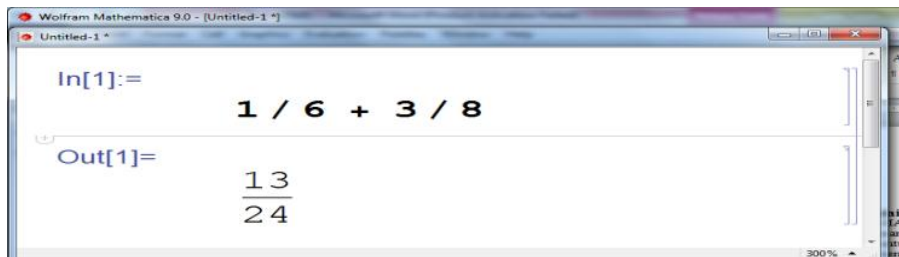 Wolfram Mathematica 9.0 - [Untitled-1 *]
Untitled-1 *
In[1]:=
1 / 6 + 3 / 8
Out[1]=
13
24
300%